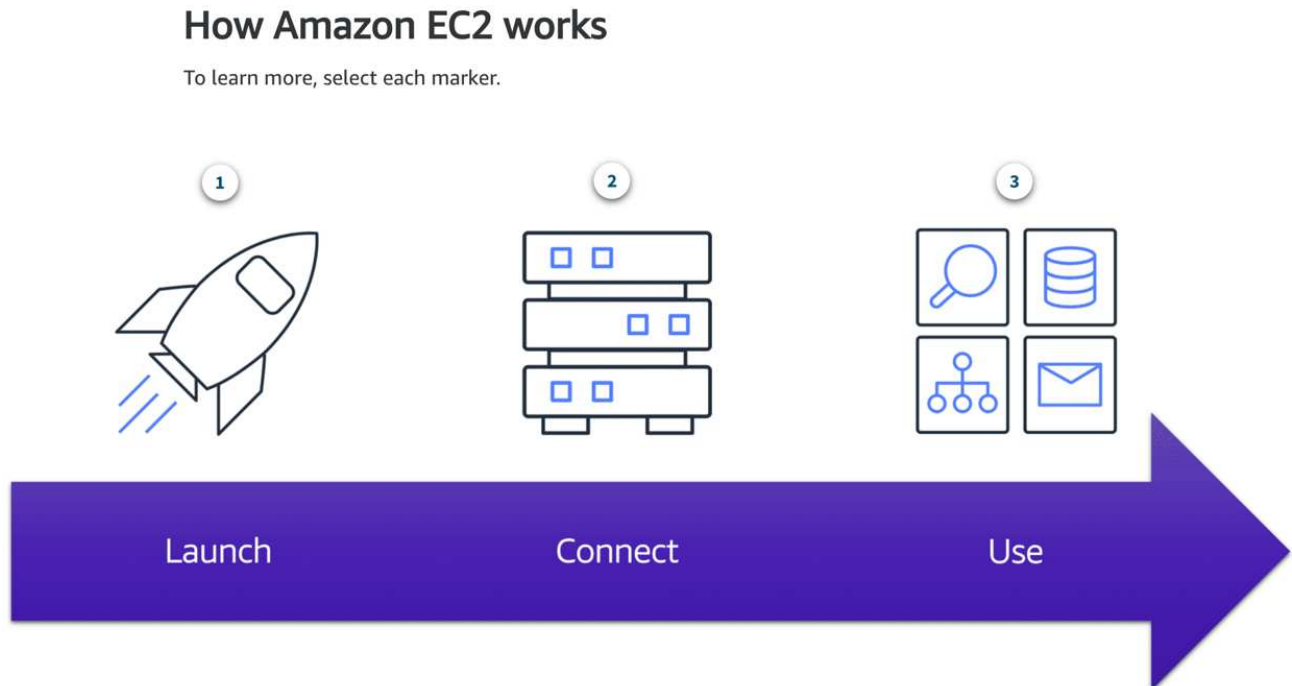 How Amazon EC2 works
To learn more, select each marker.
1
2
3
Launch
Connect
Use